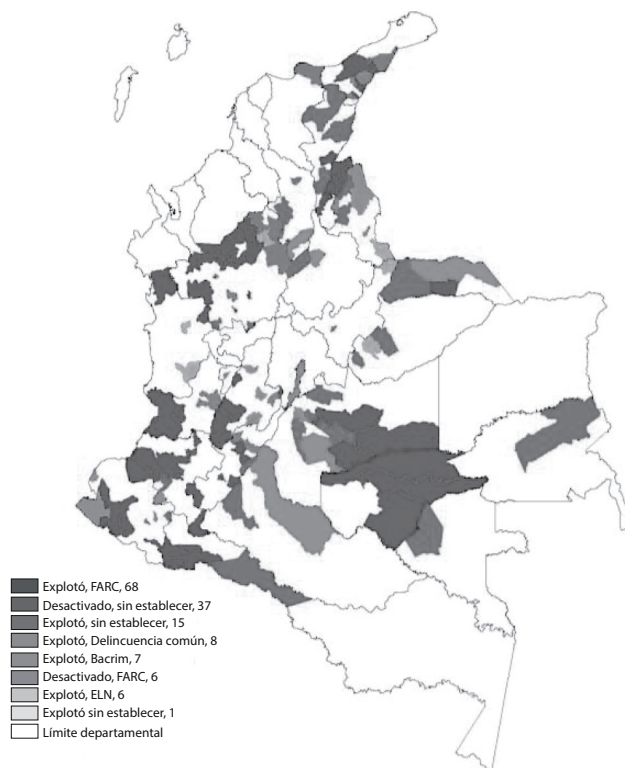 Explotó, FARC, 68
Desactivado, sin establecer, 37
Explotó, sin establecer, 15
Explotó, Delincuencia común, 8
Explotó, Bacrim, 7
Desactivado, FARC, 6
Explotó, ELN, 6
Explotó sin establecer, 1
Límite departamental